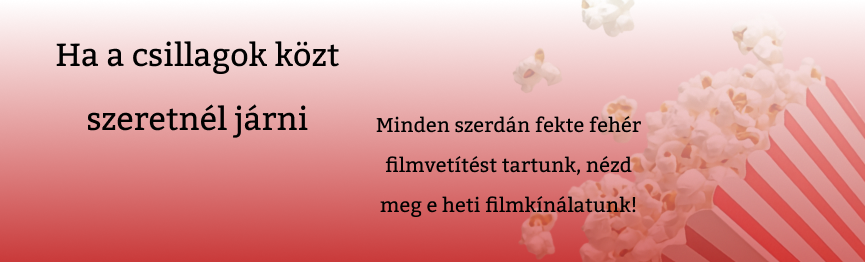 Ha a csillagok közt
szeretnél járni
Minden szerdán fekte fehér
filmvetítést tartunk, nézd
meg e heti filmkínálatunk!